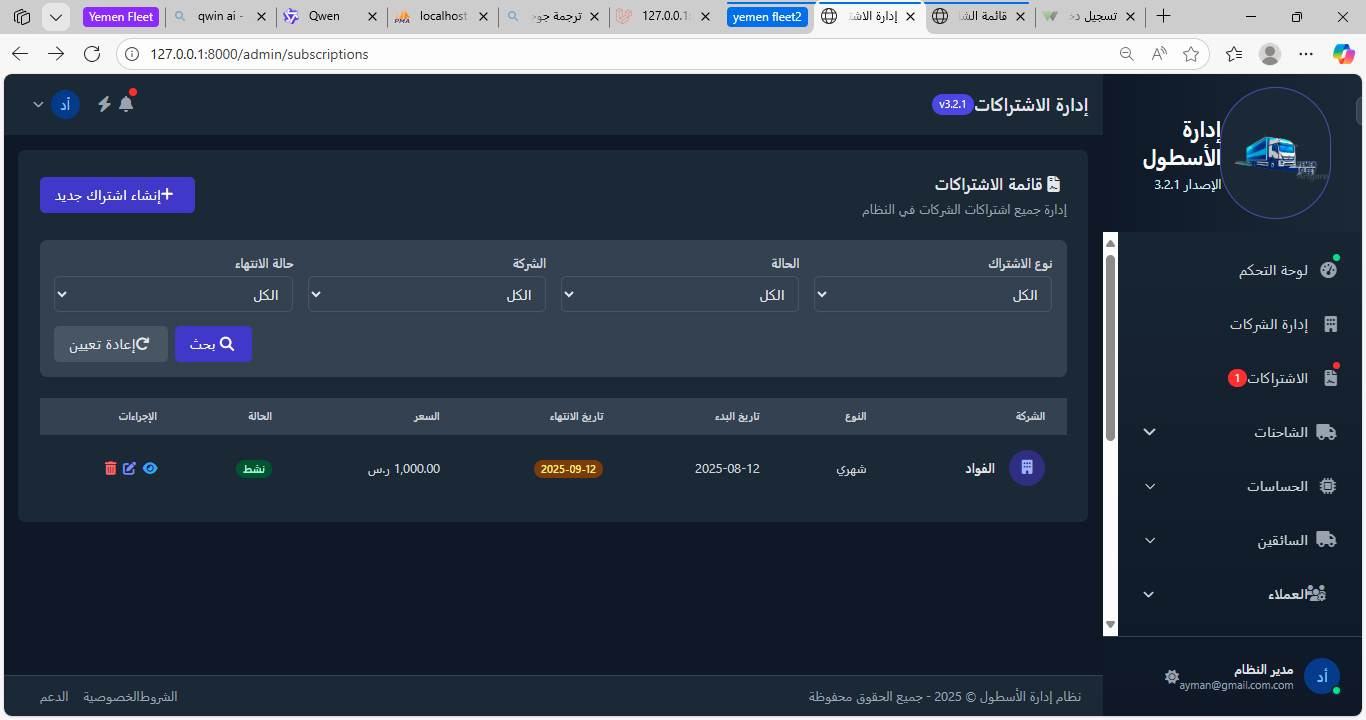 Yemen Fleet
qwin ai -
Qwen
localhost
ترجمة جو
127.0.0.1:
yemen fleet2
إدارة الاشتر
قائمة الشا
تسجيل دخ
127.0.0.1:8000/admin/subscriptions
إدارة الأسطول
الإصدار 3.2.1
YEMEN FLEET
إدارة الاشتراكات v3.2.1
أد
لوحة التحكم
إدارة الشركات
الاشتراكات 1
الشاحنات
الحساسات
السائقين
العملاء
مدير النظام
ayman@gmail.com.com
أد
قائمة الاشتراكات
إدارة جميع اشتراكات الشركات في النظام
إنشاء اشتراك جديد
نوع الاشتراك الحالة الشركة حالة الانتهاء
الكل الكل الكل الكل
بحث إعادة تعيين
الشركة النوع تاريخ البدء تاريخ الانتهاء السعر الحالة الإجراءات
الفواد شهري 2025-08-12 2025-09-12 1,000.00 ر.س نشط
نظام إدارة الأسطول © 2025 - جميع الحقوق محفوظة
الشروط الخصوصية الدعم